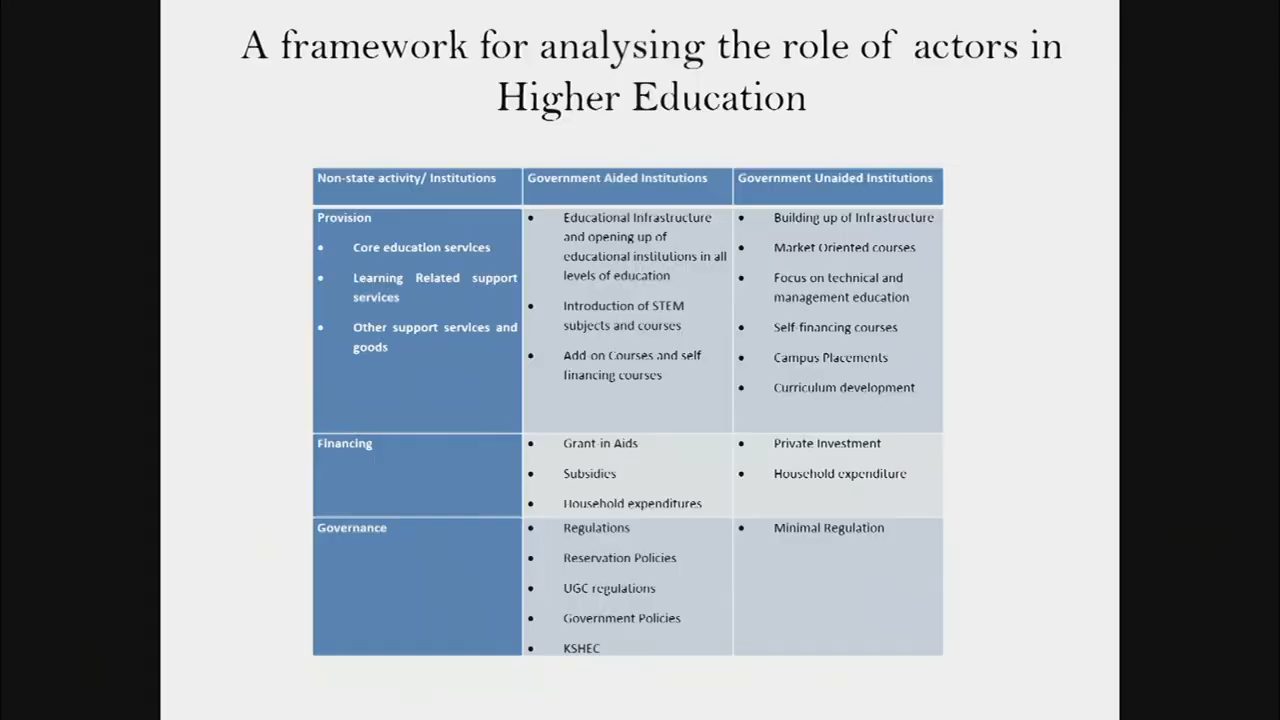 A framework for analysing the role of actors in
Higher Education
Non-state activity/ Institutions
Government Aided Institutions
Government Unaided Institutions
Provision
• Core education services
• Learning Related support
services
• Other support services and
goods
• Educational Infrastructure
and opening up of
educational institutions in all
levels of education
• Introduction of STEM
subjects and courses
• Add-on Courses and self
financing courses
• Building up of Infrastructure
• Market Oriented courses
• Focus on technical and
management education
• Self-financing courses
• Campus Placements
• Curriculum development
Financing
• Grant-in Aids
• Subsidies
• Household expenditures
• Private Investment
• Household expenditure
Governance
• Regulations
• Reservation Policies
• UGC regulations
• Government Policies
• KSHEC
• Minimal Regulation